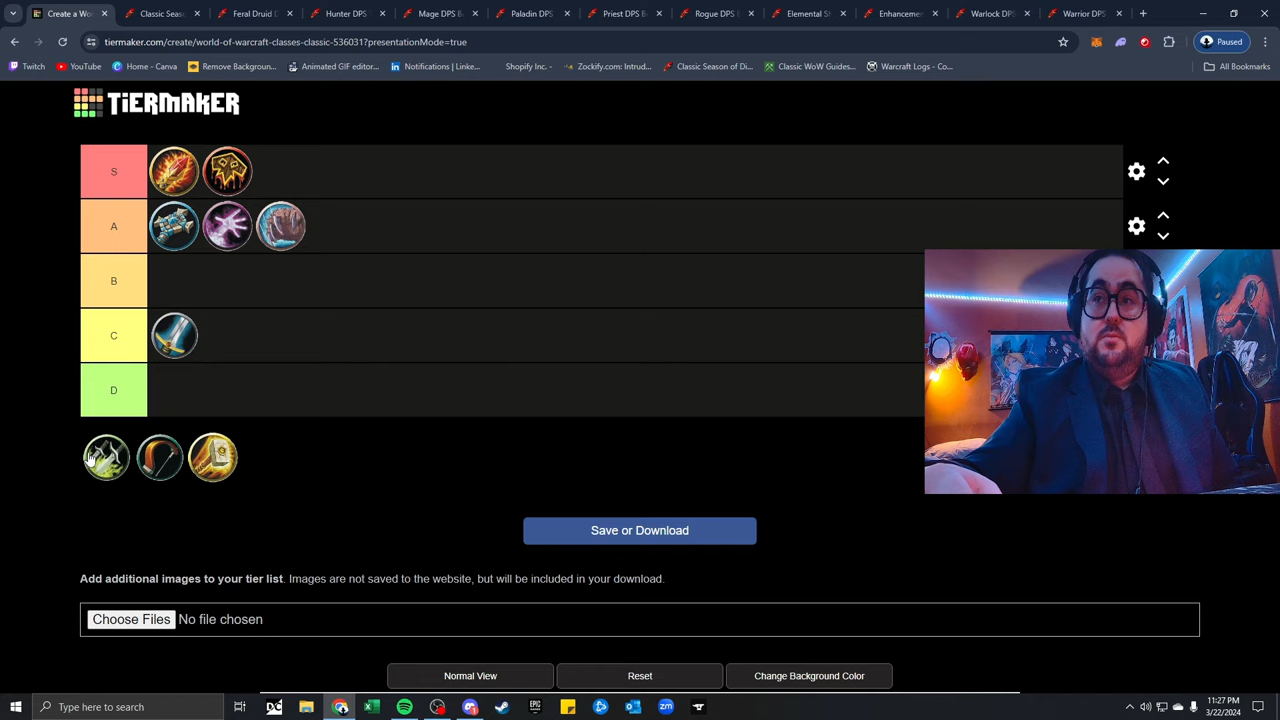 Create a Wo
Classic Seas
Feral Druid D
Hunter DPS
Mage DPS B
Paladin DPS
Priest DPS B
Rogue DPS
Elemental S
Enhancemen
Warlock DPS
Warrior DPS
tiermaker.com/create/world-of-warcraft-classes-classic-536031?presentationMode=true
Paused
Twitch
YouTube
Home - Canva
Remove Backgroun...
Animated GIF editor...
Notifications | Linke...
Shopify Inc. -
Zockify.com: Intrud...
Classic Season of Di...
Classic WoW Guides...
Warcraft Logs - Co...
All Bookmarks
TiERMAKER
S
A
B
C
D
Save or Download
Add additional images to your tier list. Images are not saved to the website, but will be included in your download.
Choose Files No file chosen
Normal View
Reset
Change Background Color
Type here to search
11:27 PM
3/22/2024